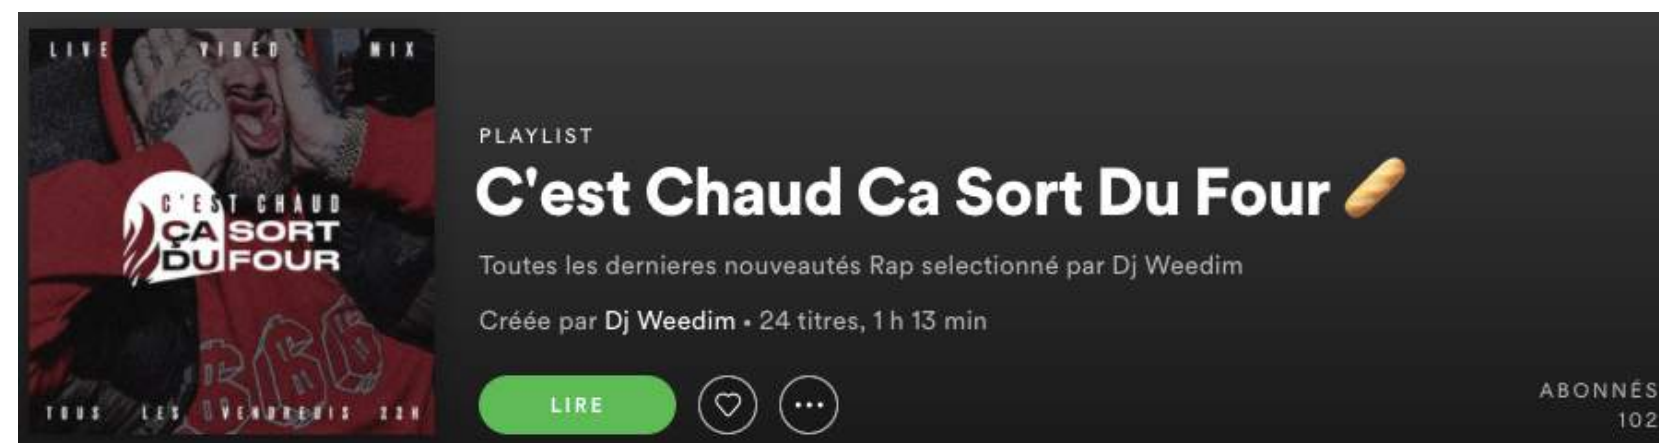 LIVE VIDEO MIX
C'EST CHAUD
ÇA SORT
DU FOUR
TOUS LES VENDREDIS 22H
PLAYLIST
C'est Chaud Ca Sort Du Four 🥖
Toutes les dernieres nouveautés Rap selectionné par Dj Weedim
Créée par Dj Weedim • 24 titres, 1 h 13 min
LIRE
ABONNÉS
102